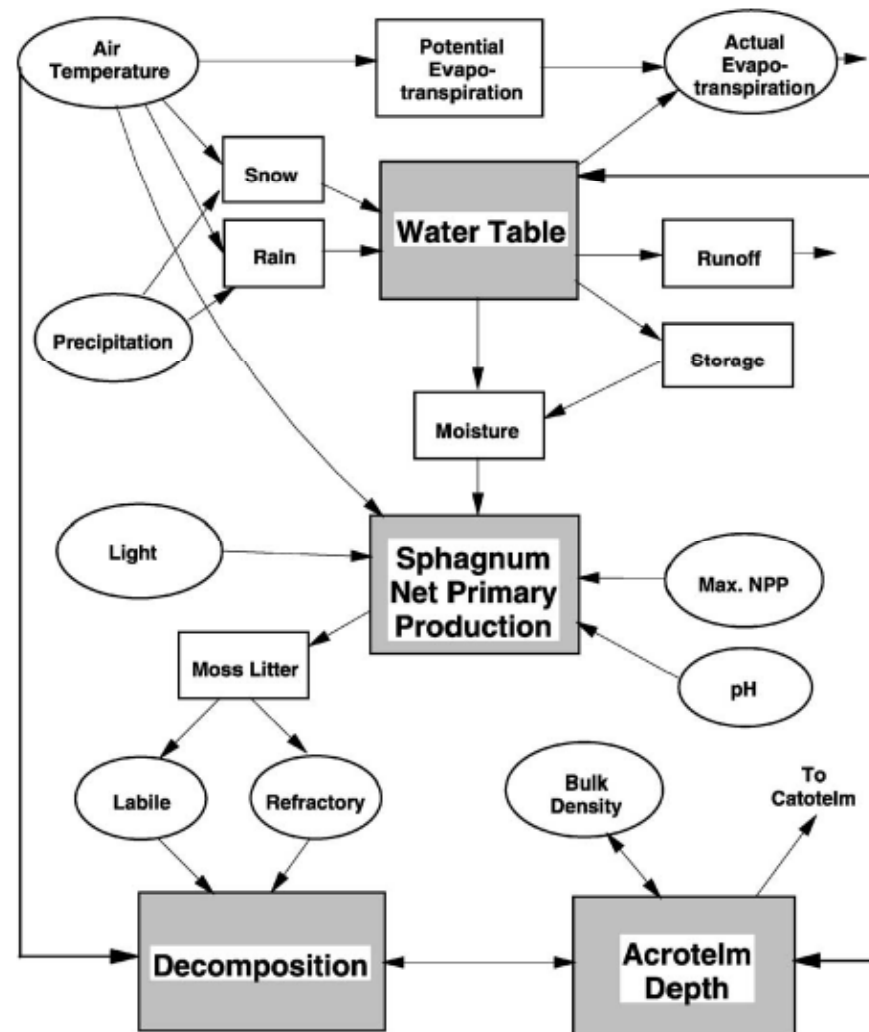 Air
Temperature
Potential
Evapo-
transpiration
Actual
Evapo-
transpiration
Snow
Water Table
Rain
Runoff
Precipitation
Storage
Moisture
Light
Sphagnum
Net Primary
Production
Max. NPP
Moss Litter
pH
Labile
Refractory
Bulk
Density
To
Catotelm
Decomposition
Acrotelm
Depth